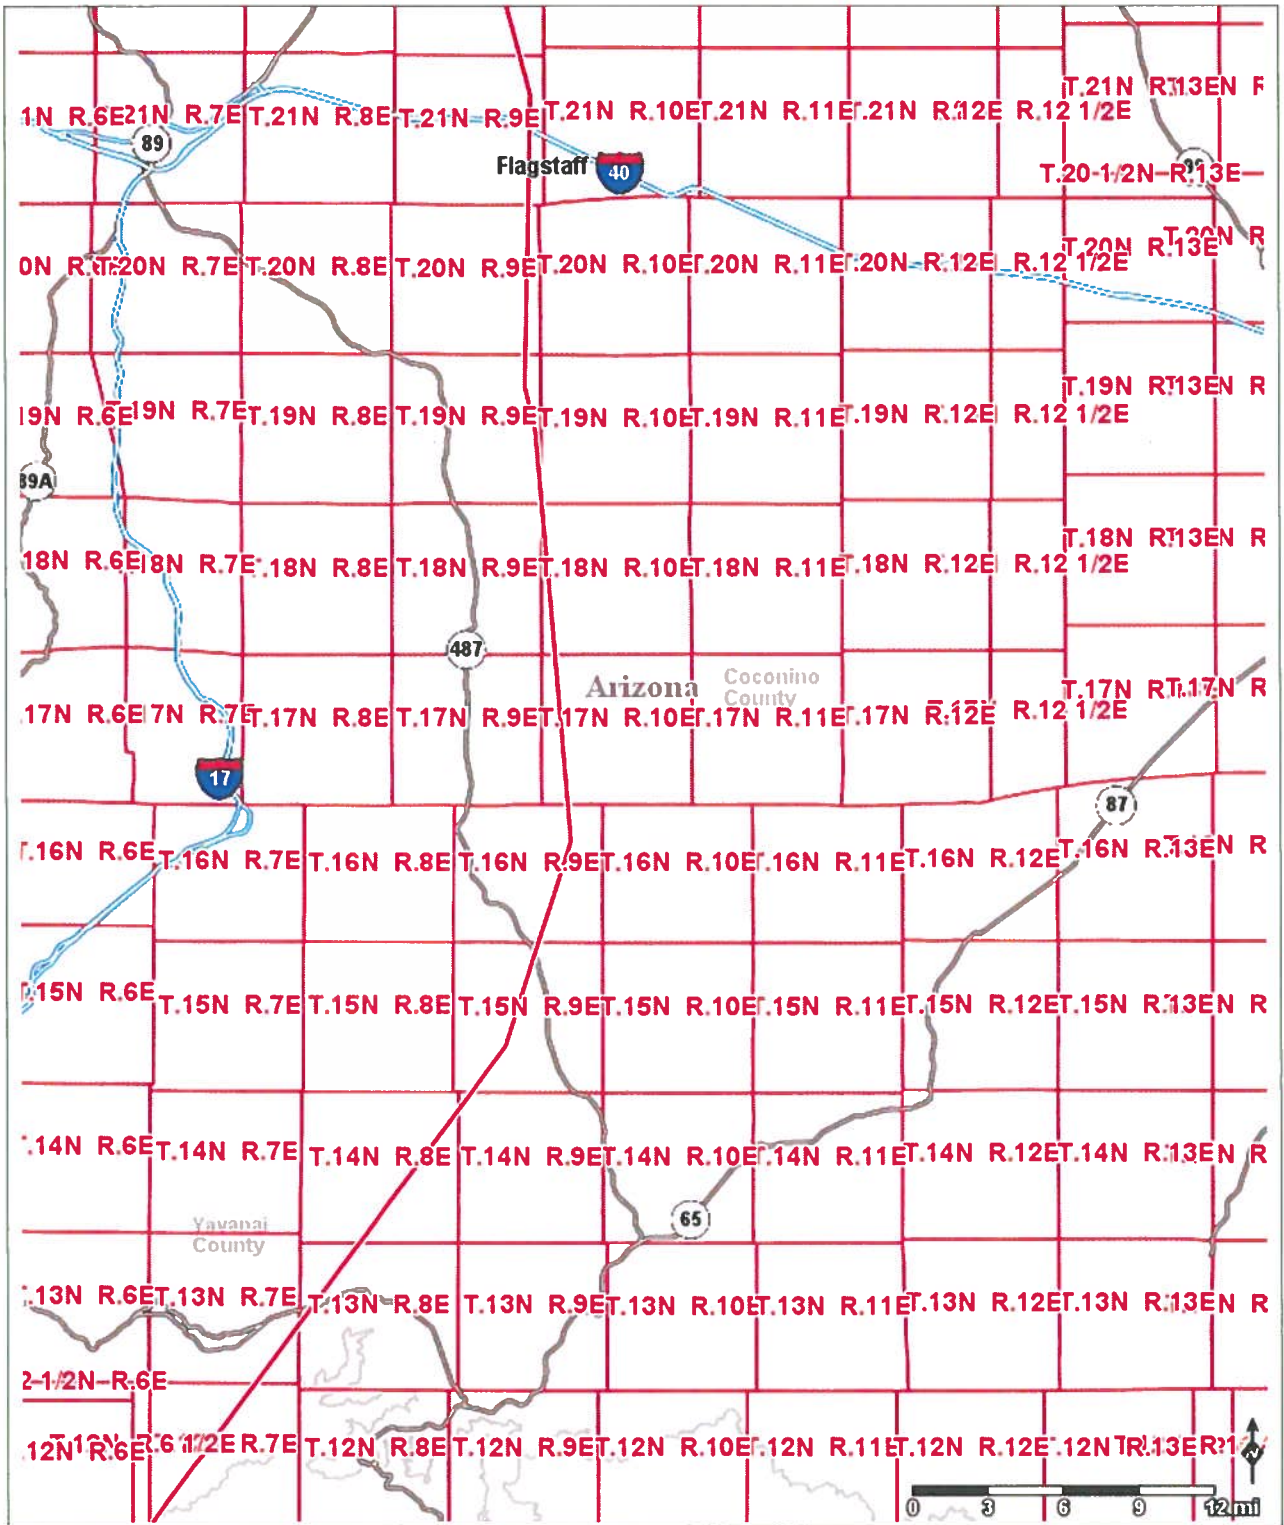 T.21N R.13E N R
1N R.6E 21N R.7E T.21N R.8E T.21N R.9E T.21N R.10E T.21N R.11E T.21N R.12E R.12 1/2E
89
Flagstaff 40
T.20-1/2N R.13E
T.20N R.13E T.20N R
0N R. T.20N R.7E T.20N R.8E T.20N R.9E T.20N R.10E T.20N R.11E T.20N R.12E R.12 1/2E
T.19N R.13E N R
19N R.6E 19N R.7E T.19N R.8E T.19N R.9E T.19N R.10E T.19N R.11E T.19N R.12E R.12 1/2E
89A
T.18N R.13E N R
18N R.6E 18N R.7E T.18N R.8E T.18N R.9E T.18N R.10E T.18N R.11E T.18N R.12E R.12 1/2E
487
Arizona
Coconino
County
T.17N R T.17N R
.17N R.6E 17N R.7E T.17N R.8E T.17N R.9E T.17N R.10E T.17N R.11E T.17N R.12E R.12 1/2E
17
87
T.16N R.6E T.16N R.7E T.16N R.8E T.16N R.9E T.16N R.10E T.16N R.11E T.16N R.12E T.16N R.13E N R
T.15N R.6E T.15N R.7E T.15N R.8E T.15N R.9E T.15N R.10E T.15N R.11E T.15N R.12E T.15N R.13E N R
.14N R.6E T.14N R.7E T.14N R.8E T.14N R.9E T.14N R.10E T.14N R.11E T.14N R.12E T.14N R.13E N R
65
Yavapai
County
.13N R.6E T.13N R.7E T.13N R.8E T.13N R.9E T.13N R.10E T.13N R.11E T.13N R.12E T.13N R.13E N R
2-1/2N R.6E
.12N R.6E R.6 1/2E R.7E T.12N R.8E T.12N R.9E T.12N R.10E T.12N R.11E T.12N R.12E T.12N R.13E
N
0 3 6 9 12 mi